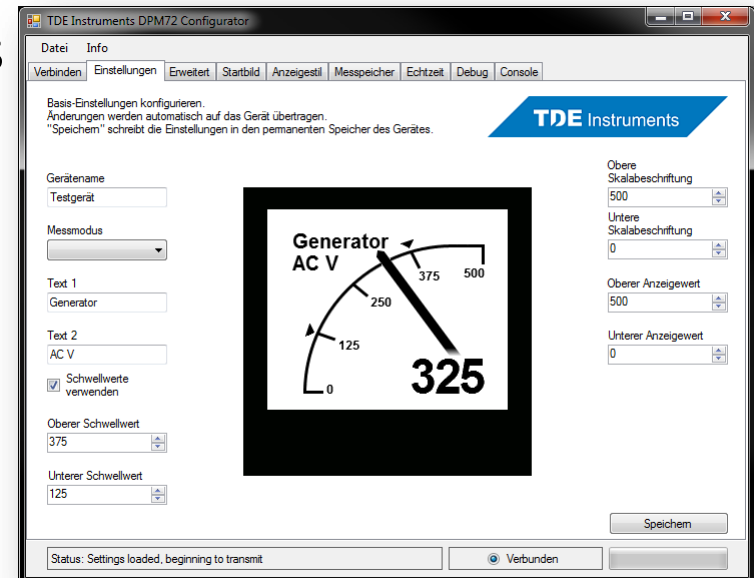 TDE Instruments DPM72 Configurator
Datei Info
Verbinden Einstellungen Erweitert Startbild Anzeigestil Messpeicher Echtzeit Debug Console
Basis-Einstellungen konfigurieren.
Änderungen werden automatisch auf das Gerät übertragen.
"Speichern" schreibt die Einstellungen in den permanenten Speicher des Gerätes.
TDE Instruments
Gerätename
Testgerät
Messmodus
Text 1
Generator
Text 2
AC V
Schwellwerte
verwenden
Oberer Schwellwert
375
Unterer Schwellwert
125
Generator
AC V
0
125
250
375
500
325
Obere
Skalabeschriftung
500
Untere
Skalabeschriftung
0
Oberer Anzeigewert
500
Unterer Anzeigewert
0
Speichern
Status: Settings loaded, beginning to transmit
Verbunden